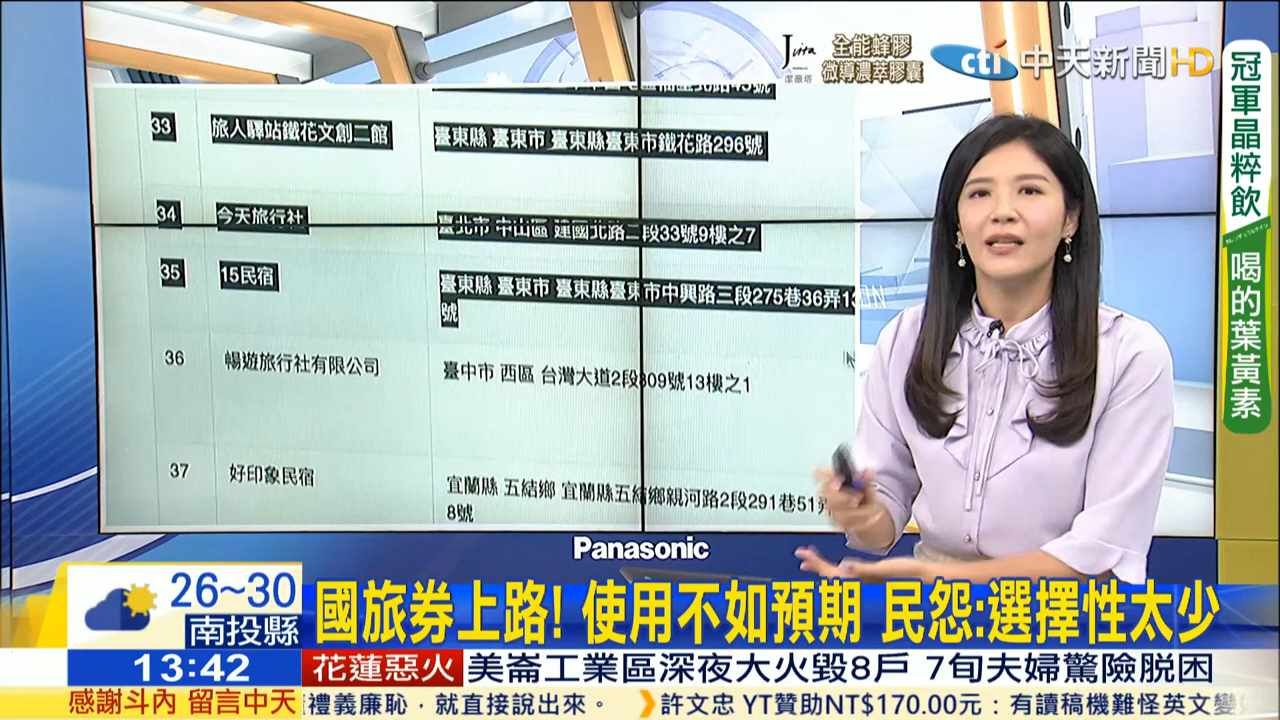 Jvita
潔薇塔
全能蜂膠
微導濃萃膠囊
cti 中天新聞HD
冠軍晶粹飲
喝的葉黃素
33 旅人驛站鐵花文創二館 臺東縣 臺東市 臺東縣臺東市鐵花路296號
34 今天旅行社 臺北市 中山區 建國北路二段33號9樓之7
35 15民宿 臺東縣 臺東市 臺東縣臺東市中興路三段275巷36弄
號
36 暢遊旅行社有限公司 臺中市 西區 台灣大道2段309號13樓之1
37 好印象民宿 宜蘭縣 五結鄉 宜蘭縣五結鄉親河路2段291巷51弄
8號
Panasonic
26~30
南投縣
國旅券上路! 使用不如預期 民怨:選擇性太少
13:42
花蓮惡火 美崙工業區深夜大火毀8戶 7旬夫婦驚險脫困
感謝斗內 留言中天 禮義廉恥,就直接說出來。 許文忠 YT贊助NT$170.00元:有讀稿機難怪英文變